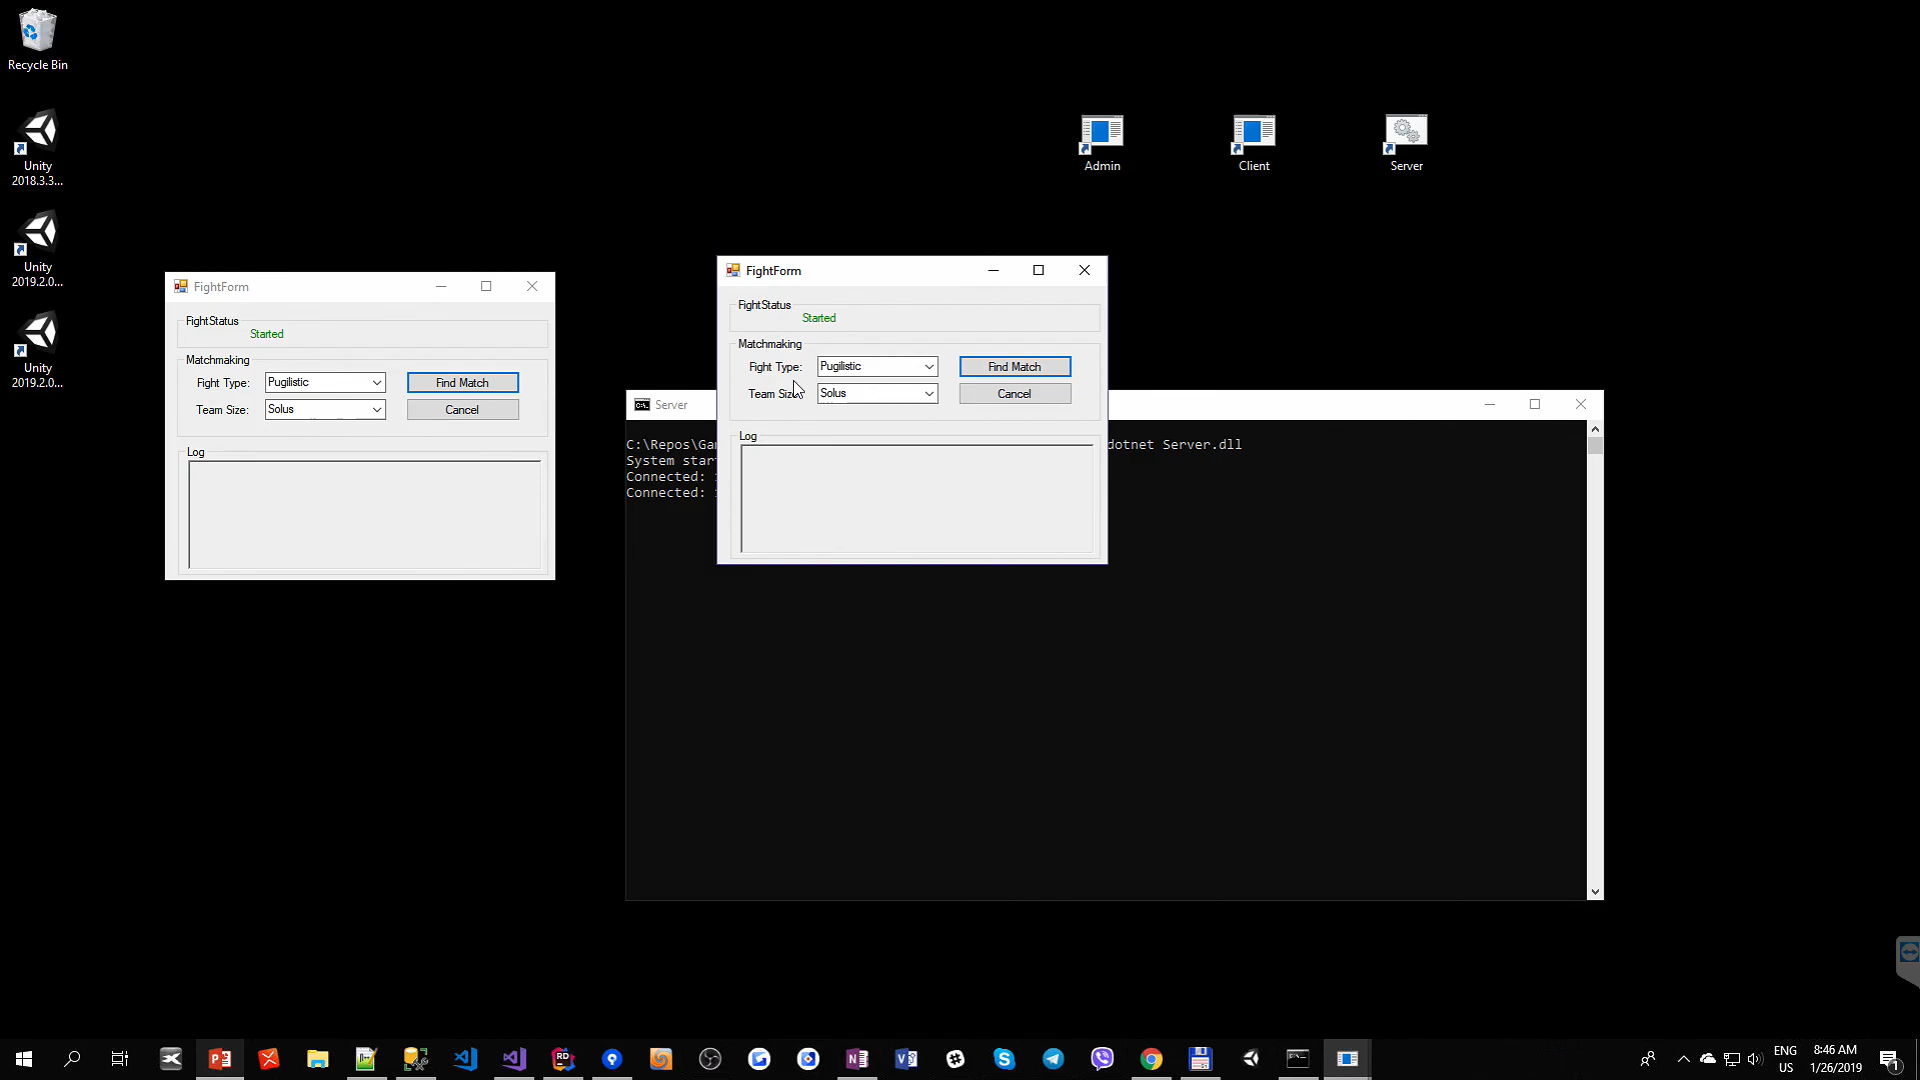 Recycle Bin
Unity
2018.3.3...
Unity
2019.2.0...
Unity
2019.2.0...
Admin
Client
Server
FightForm
FightStatus
Started
Matchmaking
Fight Type:
Pugilistic
Find Match
Team Size:
Solus
Cancel
Log
FightForm
FightStatus
Started
Matchmaking
Fight Type:
Pugilistic
Find Match
Team
Solus
Cancel
Log
Server
C:\Repos\Ga dotnet Server.dll
System
Connected:
Connected:
ENG
US
8:46 AM
1/26/2019